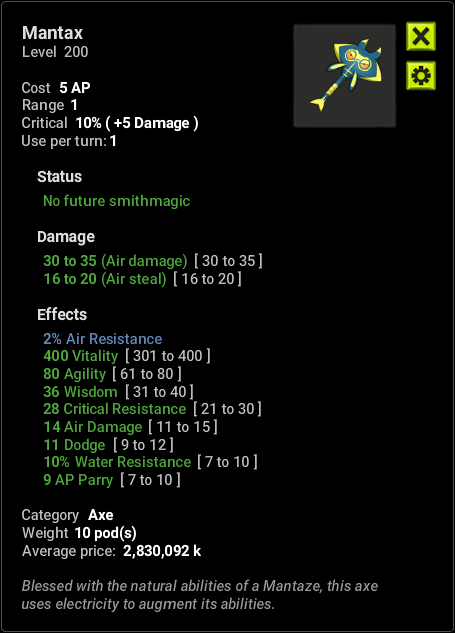 Mantax
Level 200
Cost 5 AP
Range 1
Critical 10% ( +5 Damage )
Use per turn: 1
Status
No future smithmagic
Damage
30 to 35 (Air damage) [ 30 to 35 ]
16 to 20 (Air steal) [ 16 to 20 ]
Effects
2% Air Resistance
400 Vitality [ 301 to 400 ]
80 Agility [ 61 to 80 ]
36 Wisdom [ 31 to 40 ]
28 Critical Resistance [ 21 to 30 ]
14 Air Damage [ 11 to 15 ]
11 Dodge [ 9 to 12 ]
10% Water Resistance [ 7 to 10 ]
9 AP Parry [ 7 to 10 ]
Category Axe
Weight 10 pod(s)
Average price: 2,830,092 k
Blessed with the natural abilities of a Mantaze, this axe
uses electricity to augment its abilities.